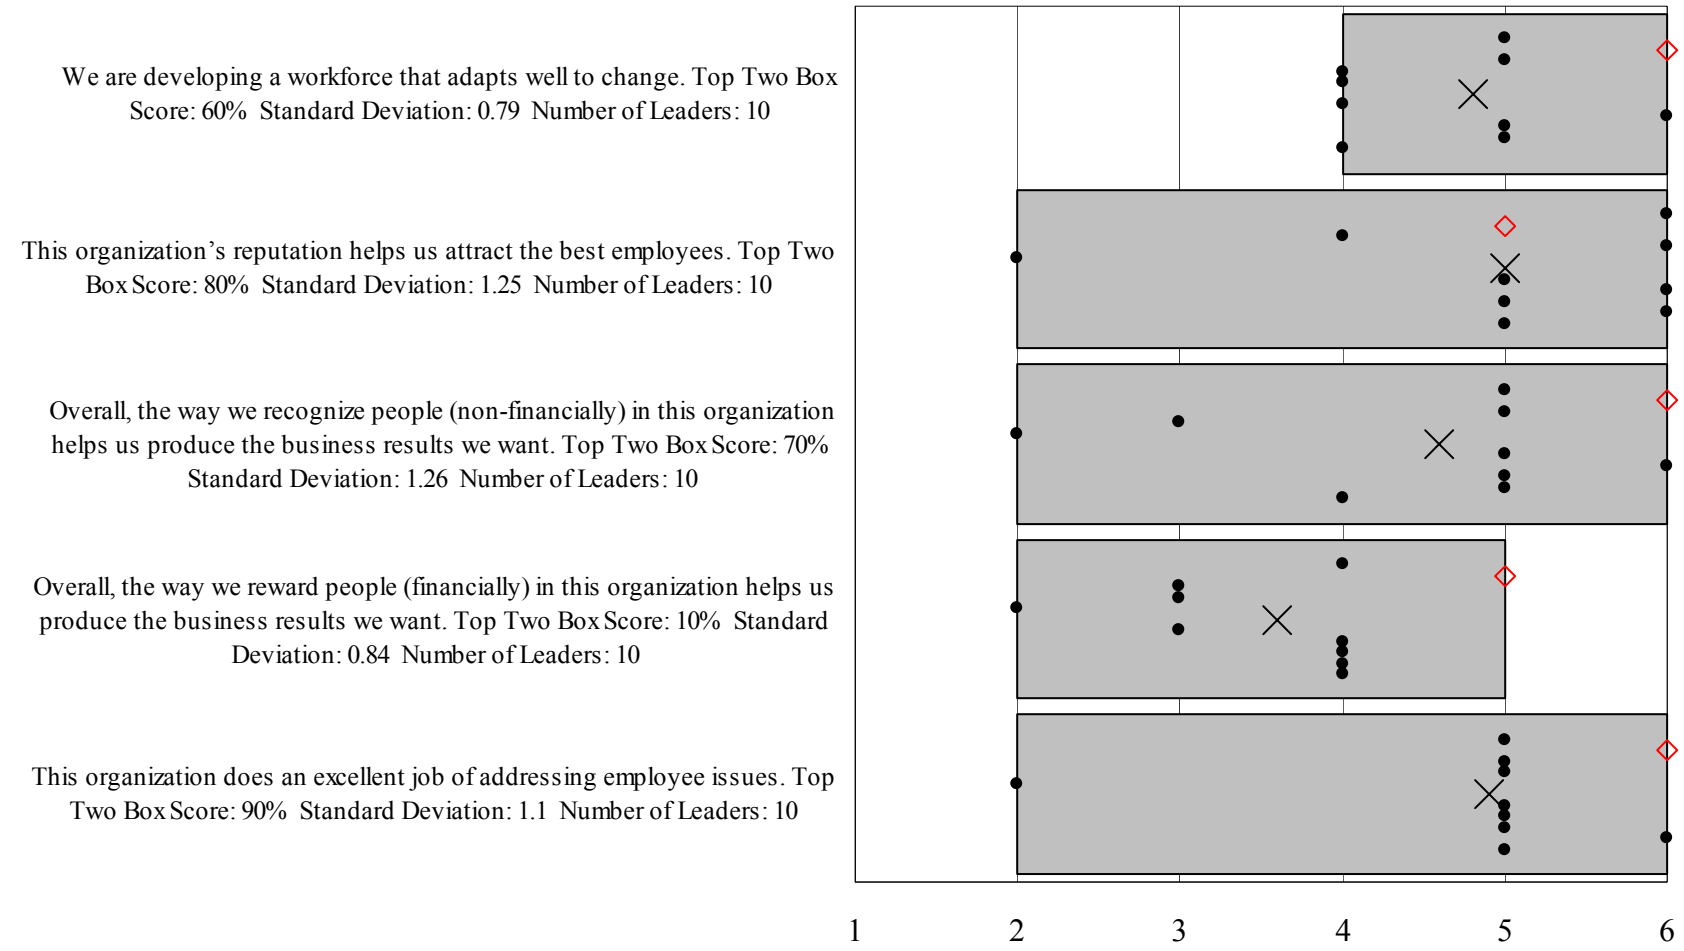 We are developing a workforce that adapts well to change. Top Two Box
Score: 60% Standard Deviation: 0.79 Number of Leaders: 10
This organization’s reputation helps us attract the best employees. Top Two
Box Score: 80% Standard Deviation: 1.25 Number of Leaders: 10
Overall, the way we recognize people (non-financially) in this organization
helps us produce the business results we want. Top Two Box Score: 70%
Standard Deviation: 1.26 Number of Leaders: 10
Overall, the way we reward people (financially) in this organization helps us
produce the business results we want. Top Two Box Score: 10% Standard
Deviation: 0.84 Number of Leaders: 10
This organization does an excellent job of addressing employee issues. Top
Two Box Score: 90% Standard Deviation: 1.1 Number of Leaders: 10
1 2 3 4 5 6